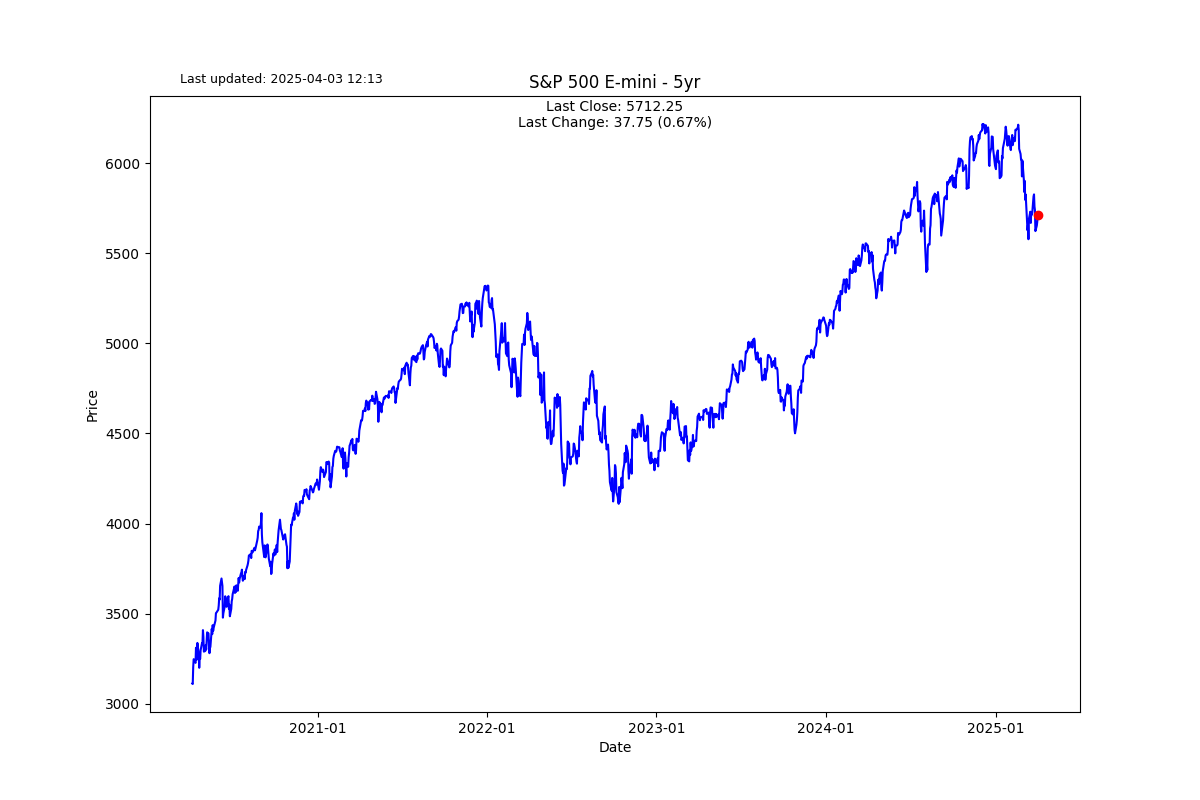 Last updated: 2025-04-03 12:13
S&P 500 E-mini - 5yr
Last Close: 5712.25
Last Change: 37.75 (0.67%)
6000
5500
5000
4500
4000
3500
3000
Price
2021-01
2022-01
2023-01
2024-01
2025-01
Date